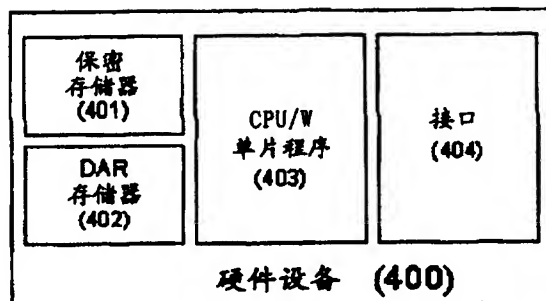 保密
存储器
(401)
DAR
存储器
(402)
CPU/W
单片程序
(403)
接口
(404)
硬件设备 (400)